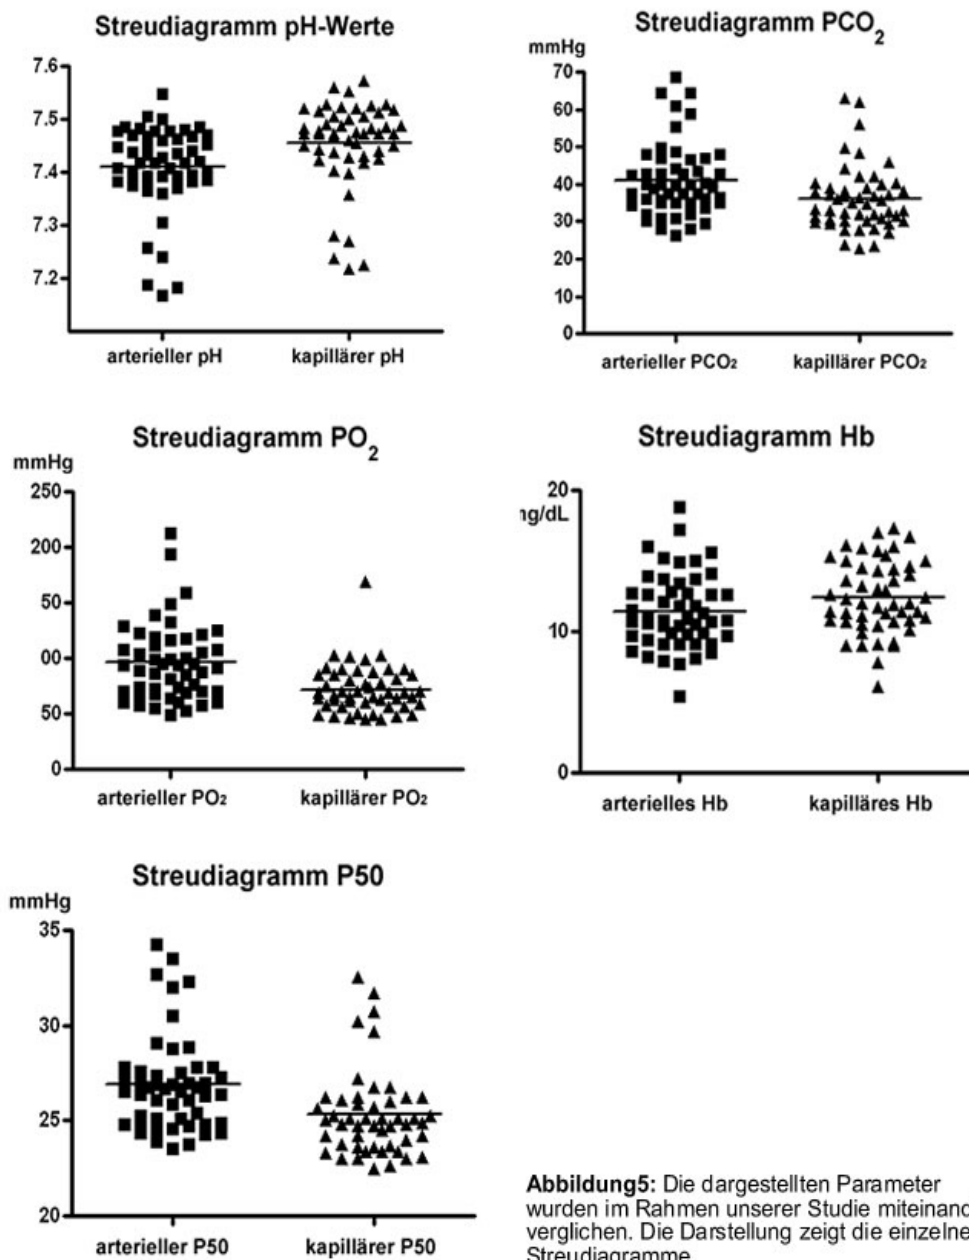 Streudiagramm pH-Werte
7.6
7.5
7.4
7.3
7.2
arterieller pH kapillärer pH
Streudiagramm PCO2
mmHg
70
60
50
40
30
20
10
0
arterieller PCO2 kapillärer PCO2
Streudiagramm PO2
mmHg
250
200
50
00
50
0
arterieller PO2 kapillärer PO2
Streudiagramm Hb
20
ng/dL
10
0
arterielles Hb kapilläres Hb
Streudiagramm P50
mmHg
35
30
25
20
arterieller P50 kapillärer P50
Abbildung5: Die dargestellten Parameter
wurden im Rahmen unserer Studie miteinand
verglichen. Die Darstellung zeigt die einzelne
Streudiagramme